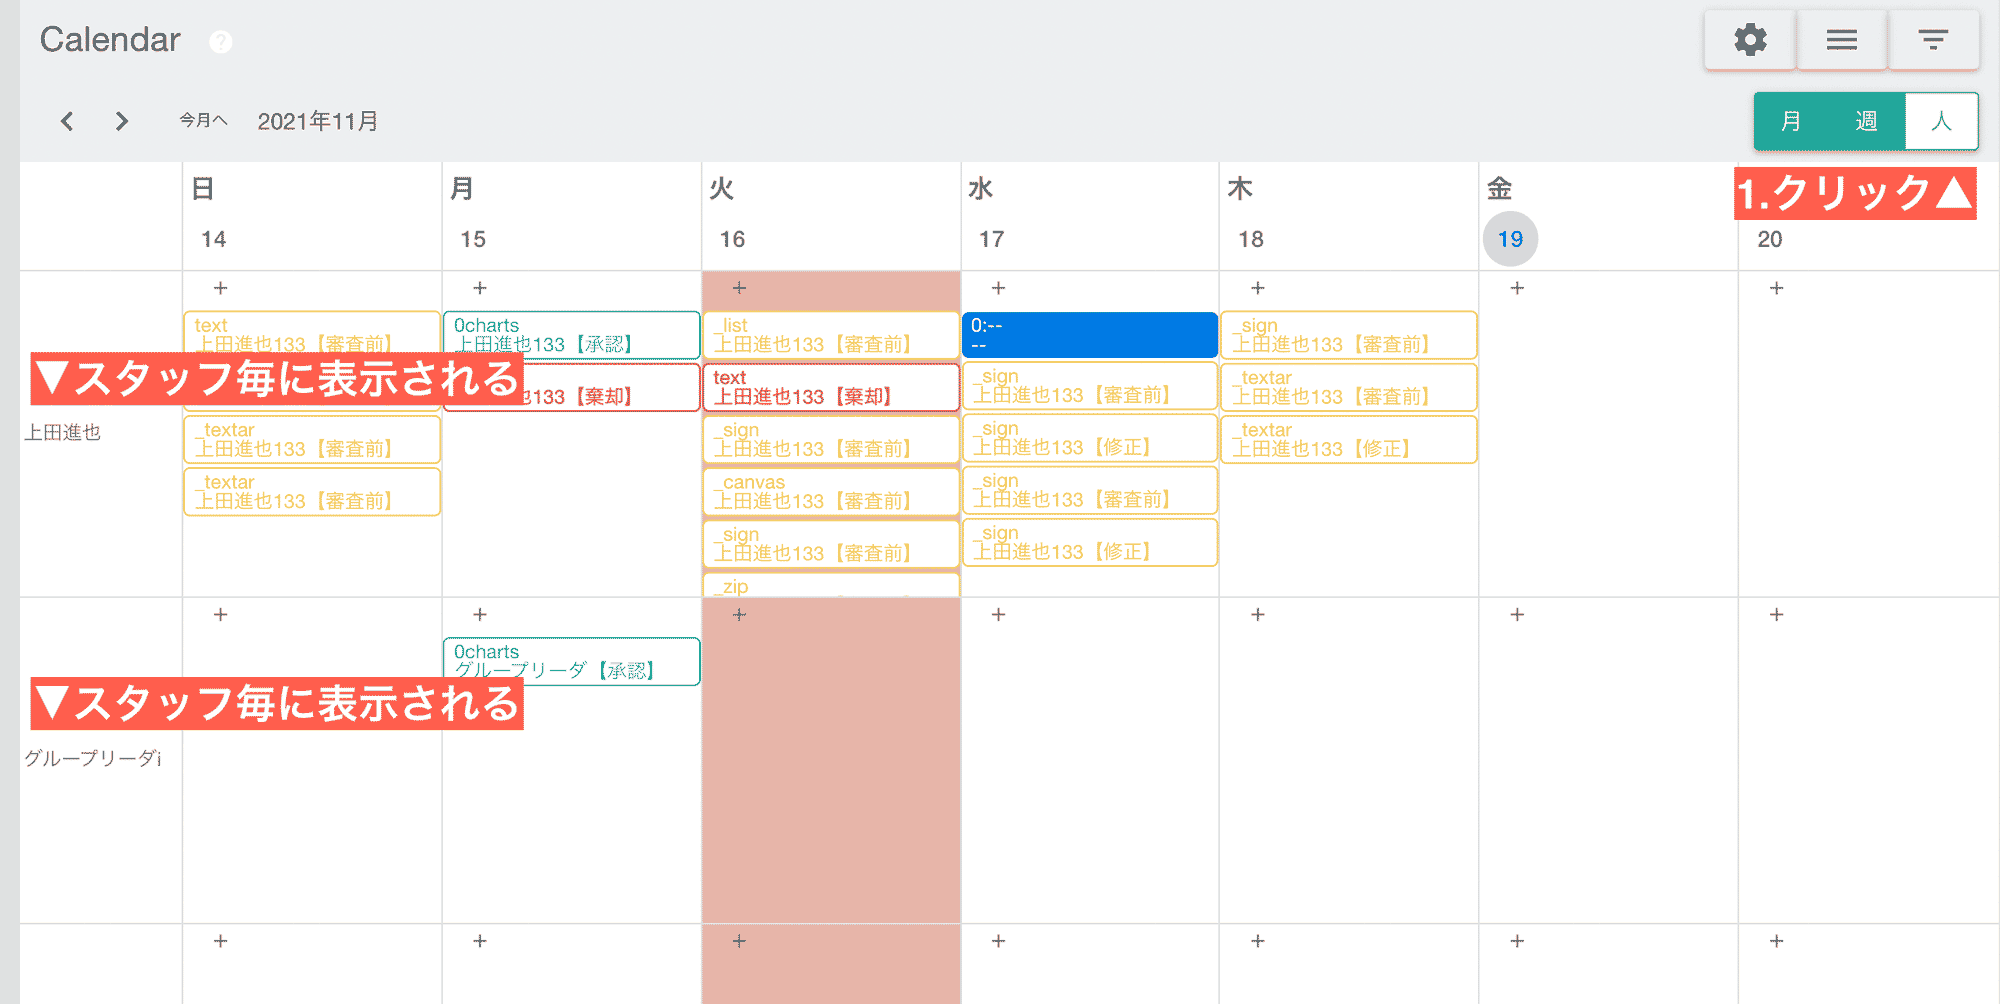 Calendar ?
今月へ 2021年11月
月 週 人
1.クリック▲
日 月 火 水 木 金
14 15 16 17 18 19 20
+ + + + + + +
▼スタッフ毎に表示される
上田進也
text
上田進也133【審査前】
_textar
上田進也133【審査前】
_textar
上田進也133【審査前】
0charts
上田進也133【承認】
也133【棄却】
_list
上田進也133【審査前】
text
上田進也133【棄却】
_sign
上田進也133【審査前】
_canvas
上田進也133【審査前】
_sign
上田進也133【審査前】
_zip
0:--
--
_sign
上田進也133【審査前】
_sign
上田進也133【修正】
_sign
上田進也133【審査前】
_sign
上田進也133【修正】
_sign
上田進也133【審査前】
_textar
上田進也133【審査前】
_textar
上田進也133【修正】
+ + + + + + +
0charts
グループリーダ【承認】
▼スタッフ毎に表示される
グループリーダi
+ + + + + + +